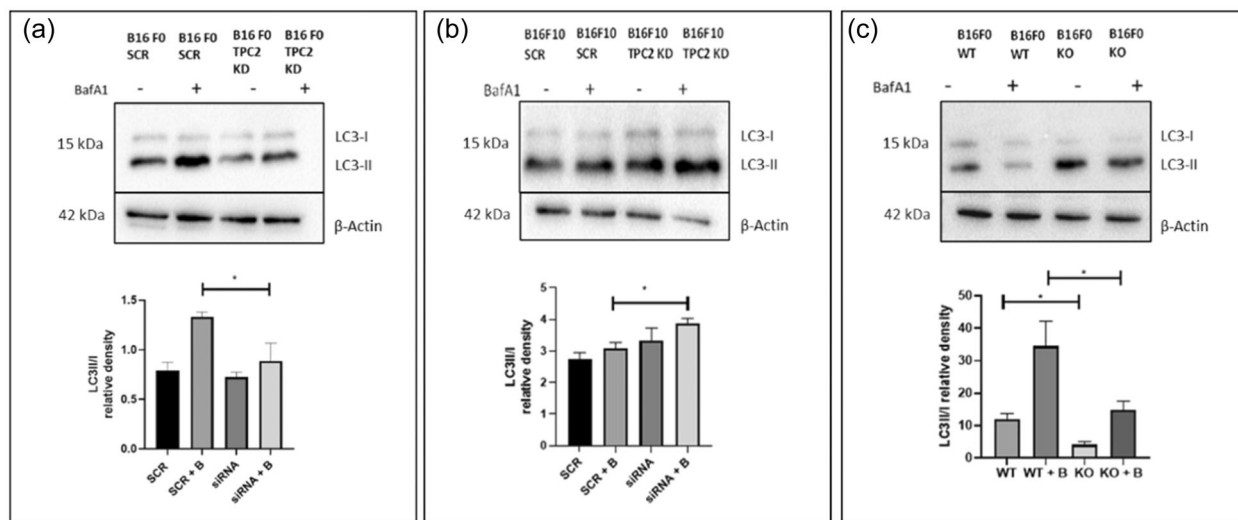 (a)
B16 F0 B16 F0 B16 F0 B16 F0
SCR SCR TPC2 TPC2
KD KD
BafA1 - + - +
15 kDa
LC3-I
LC3-II
42 kDa
β-Actin
*
LC3II/I
relative density
1.5
1.0
0.5
0.0
SCR
SCR + B
siRNA
siRNA + B
(b)
B16F10 B16F10 B16F10 B16F10
SCR SCR TPC2 KD TPC2 KD
BafA1 - + - +
15 kDa
LC3-I
LC3-II
42 kDa
β-Actin
*
LC3II/I
relative density
5
4
3
2
1
0
SCR
SCR + B
siRNA
siRNA + B
(c)
B16F0 B16F0 B16F0 B16F0
WT WT KO KO
BafA1 - + - +
15 kDa
LC3-I
LC3-II
42 kDa
β-Actin
*
*
LC3II/I relative density
50
40
30
20
10
0
WT WT + B KO KO + B